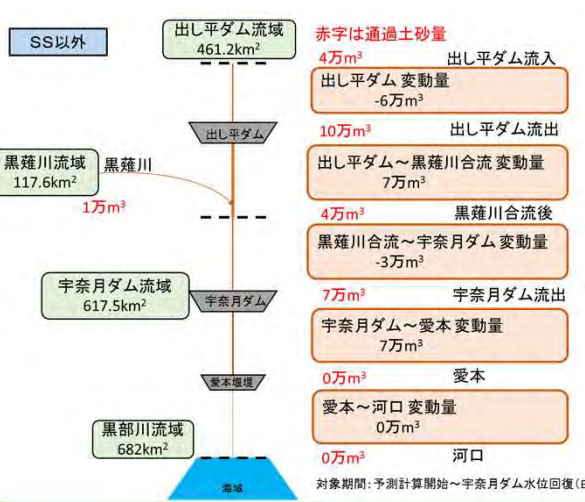 SS以外
出し平ダム流域
461.2km²
赤字は通過土砂量
4万m³ 出し平ダム流入
出し平ダム 変動量
-6万m³
出し平ダム
10万m³ 出し平ダム流出
黒薙川流域
117.6km²
黒薙川
1万m³
出し平ダム～黒薙川合流 変動量
7万m³
4万m³ 黒薙川合流後
黒薙川合流～宇奈月ダム 変動量
-3万m³
宇奈月ダム流域
617.5km²
宇奈月ダム
7万m³ 宇奈月ダム流出
宇奈月ダム～愛本 変動量
7万m³
愛本堰堤
0万m³ 愛本
愛本～河口 変動量
0万m³
黒部川流域
682km²
0万m³ 河口
海域
対象期間：予測計算開始～宇奈月ダム水位回復